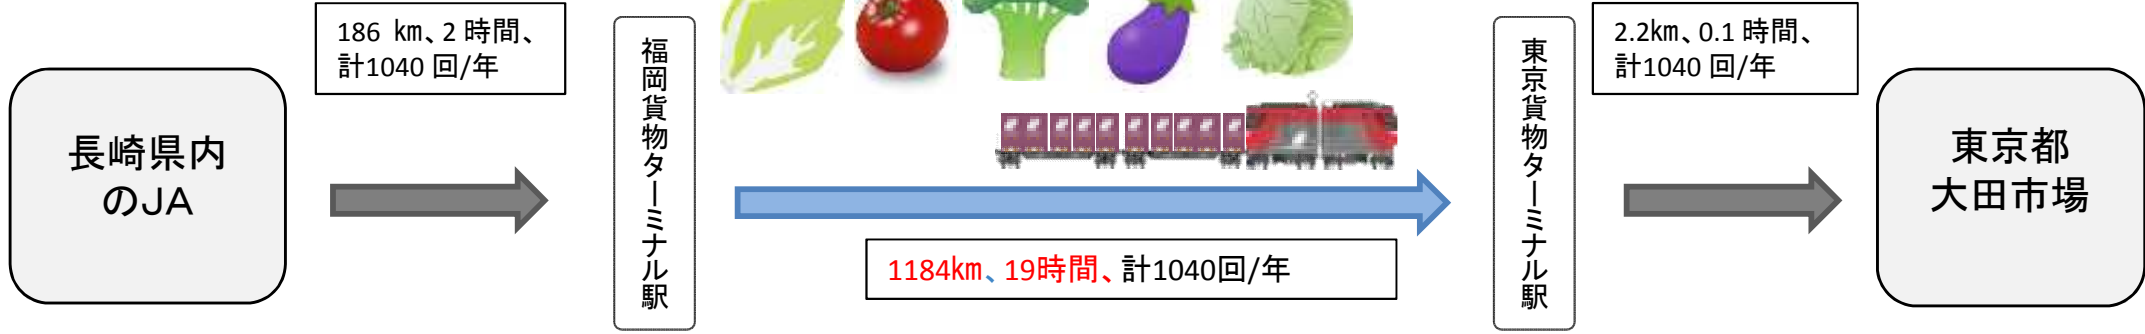 長崎県内
のJA
186 km、2 時間、
計1040 回/年
福岡貨物ターミナル駅
1184km、19時間、計1040回/年
東京貨物ターミナル駅
2.2km、0.1 時間、
計1040 回/年
東京都
大田市場